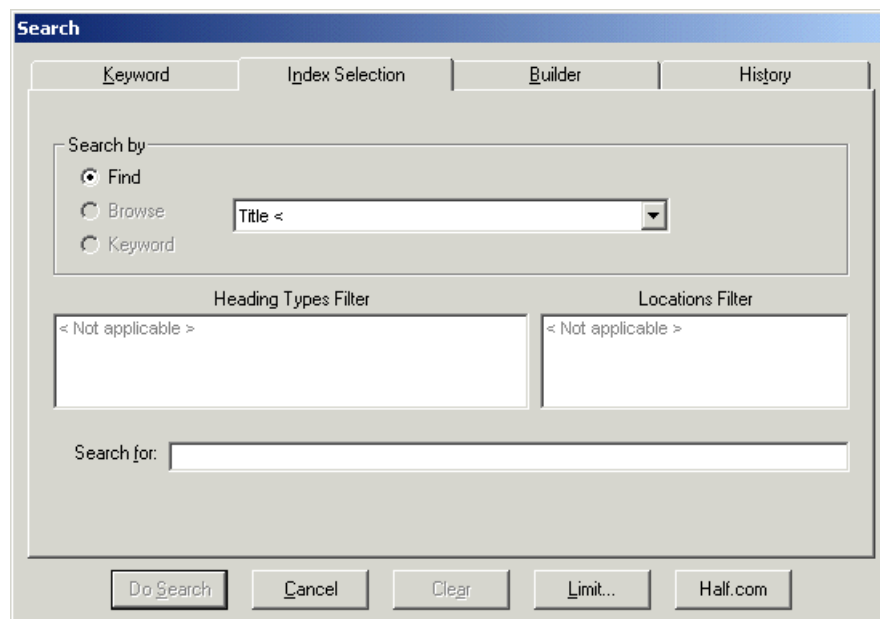 Search
Keyword Index Selection Builder History
Search by
Find
Browse
Title <
Keyword
Heading Types Filter Locations Filter
< Not applicable > < Not applicable >
Search for:
Do Search Cancel Clear Limit... Half.com